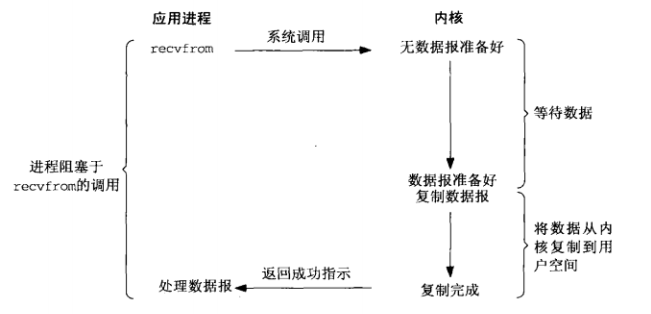 应用进程
内核
recvfrom
系统调用
无数据报准备好
等待数据
进程阻塞于
recvfrom的调用
数据报准备好
复制数据报
将数据从内
核复制到用
户空间
处理数据报
返回成功指示
复制完成